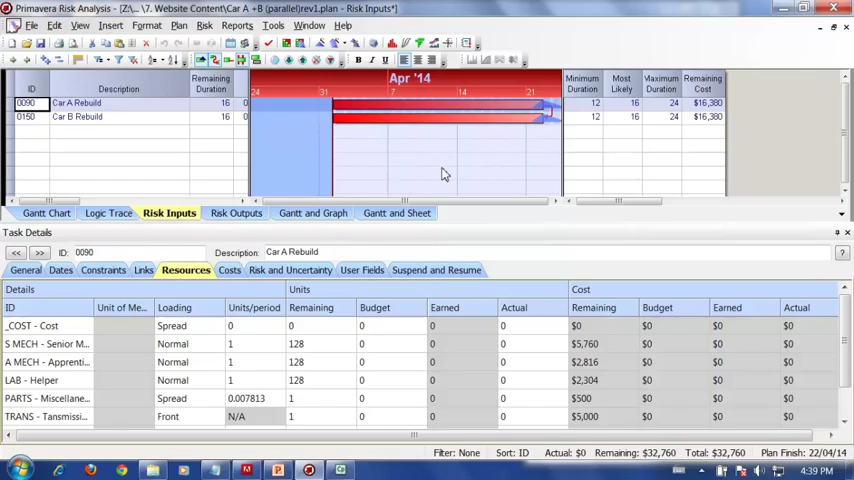 Primavera Risk Analysis - [Z:\... \7. Website Content\Car A +B (parallel)rev1.plan - Risk Inputs*]
File Edit View Insert Format Plan Risk Reports Tools Window Help
B I U
ID Description Remaining Duration Apr '14 Minimum Duration Most Likely Maximum Duration Remaining Cost
24 31 7 14 21
0090 Car A Rebuild 16 0 12 16 24 $16,380
0150 Car B Rebuild 16 0 12 16 24 $16,380
Gantt Chart Logic Trace Risk Inputs Risk Outputs Gantt and Graph Gantt and Sheet
Task Details
<< >> ID: 0090 Description: Car A Rebuild ?
General Dates Constraints Links Resources Costs Risk and Uncertainty User Fields Suspend and Resume
Details Units Cost
ID Unit of Me... Loading Units/period Remaining Budget Earned Actual Remaining Budget Earned Actual
_COST - Cost Spread 0 0 0 0 0 $0 $0 $0 $0
S MECH - Senior M... Normal 1 128 0 0 0 $5,760 $0 $0 $0
A MECH - Apprenti... Normal 1 128 0 0 0 $2,816 $0 $0 $0
LAB - Helper Normal 1 128 0 0 0 $2,304 $0 $0 $0
PARTS - Miscellane... Spread 0.007813 1 0 0 0 $500 $0 $0 $0
TRANS - Tansmissi... Front N/A 1 0 0 0 $5,000 $0 $0 $0
Filter: None Sort: ID Actual: $0 Remaining: $32,760 Total: $32,760 Plan Finish: 22/04/14
4:39 PM